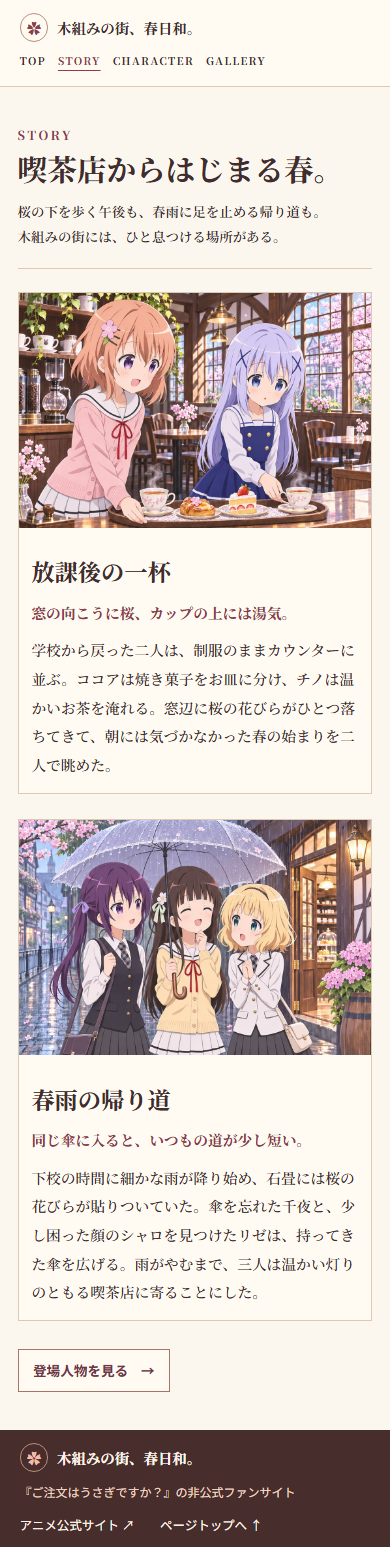 木組みの街、春日和。
TOP STORY CHARACTER GALLERY
STORY
喫茶店からはじまる春。
桜の下を歩く午後も、春雨に足を止める帰り道も。
木組みの街には、ひと息つける場所がある。
放課後の一杯
窓の向こうに桜、カップの上には湯気。
学校から戻った二人は、制服のままカウンターに
並ぶ。ココアは焼き菓子をお皿に分け、チノは温
かいお茶を淹れる。窓辺に桜の花びらがひとつ落
ちてきて、朝には気づかなかった春の始まりを二
人で眺めた。
春雨の帰り道
同じ傘に入ると、いつもの道が少し短い。
下校の時間に細かな雨が降り始め、石畳には桜の
花びらが貼りついていた。傘を忘れた千夜と、少
し困った顔のシャロを見つけたリゼは、持ってき
た傘を広げる。雨がやむまで、三人は温かい灯り
のともる喫茶店に寄ることにした。
登場人物を見る →
木組みの街、春日和。
『ご注文はうさぎですか？』の非公式ファンサイト
アニメ公式サイト ↗ ページトップへ ↑